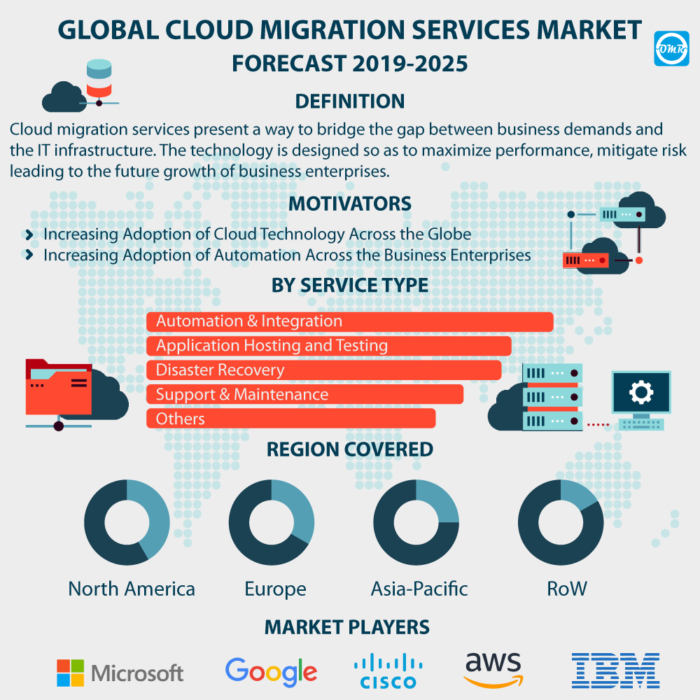 GLOBAL CLOUD MIGRATION SERVICES MARKET
FORECAST 2019-2025
OMR
DEFINITION
Cloud migration services present a way to bridge the gap between business demands and
the IT infrastructure. The technology is designed so as to maximize performance, mitigate risk
leading to the future growth of business enterprises.
MOTIVATORS
Increasing Adoption of Cloud Technology Across the Globe
Increasing Adoption of Automation Across the Business Enterprises
BY SERVICE TYPE
Automation & Integration
Application Hosting and Testing
Disaster Recovery
Support & Maintenance
Others
REGION COVERED
North America
Europe
Asia-Pacific
RoW
MARKET PLAYERS
Microsoft
Google
CISCO
aws
IBM